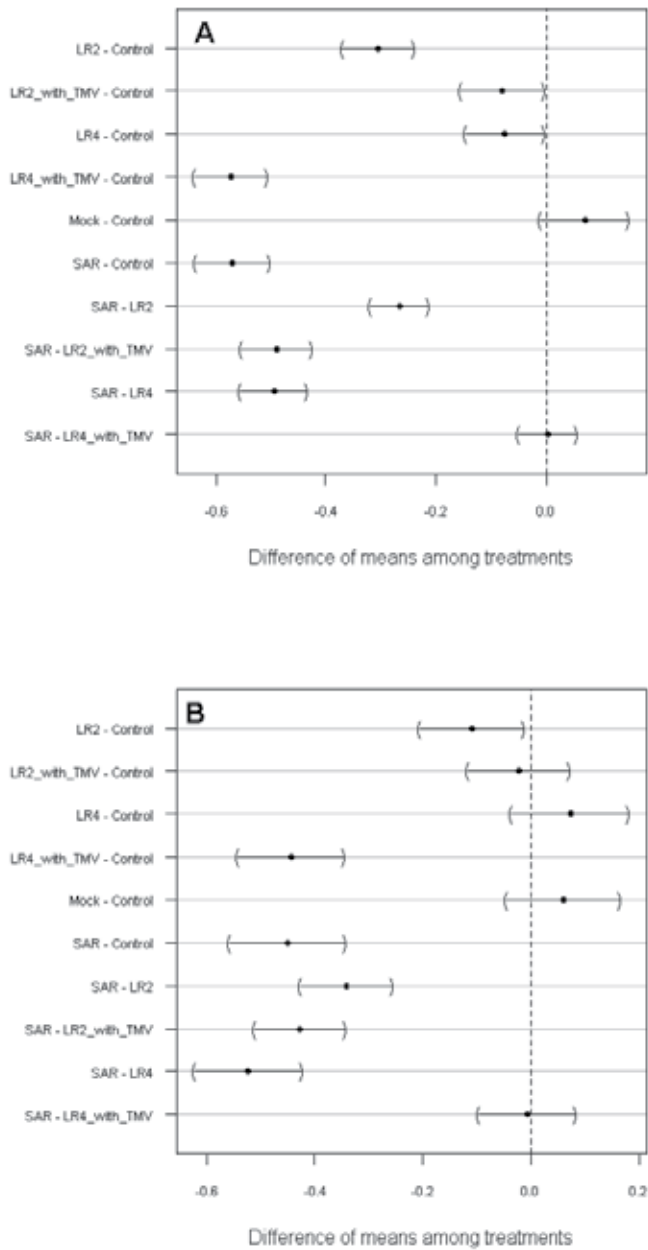 A
LR2 - Control
LR2_with_TMV - Control
LR4 - Control
LR4_with_TMV - Control
Mock - Control
SAR - Control
SAR - LR2
SAR - LR2_with_TMV
SAR - LR4
SAR - LR4_with_TMV
-0.6 -0.4 -0.2 0.0
Difference of means among treatments
B
LR2 - Control
LR2_with_TMV - Control
LR4 - Control
LR4_with_TMV - Control
Mock - Control
SAR - Control
SAR - LR2
SAR - LR2_with_TMV
SAR - LR4
SAR - LR4_with_TMV
-0.6 -0.4 -0.2 0.0 0.2
Difference of means among treatments